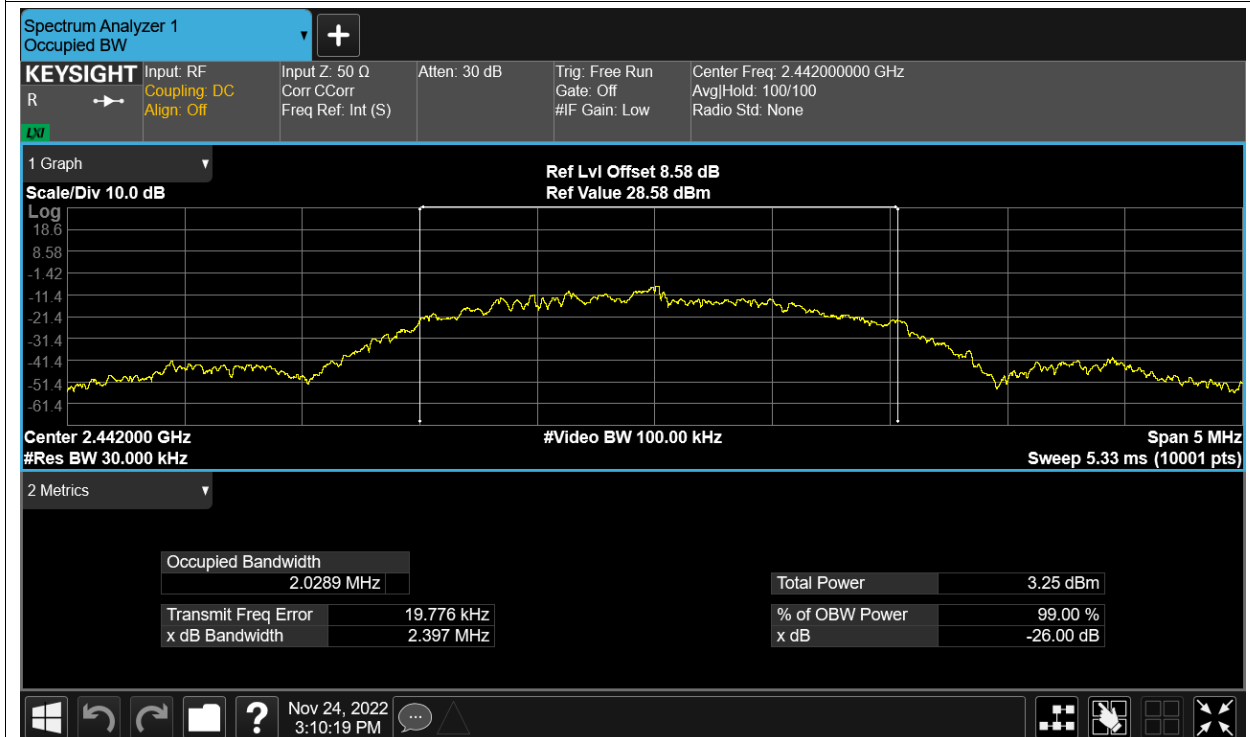 Spectrum Analyzer 1
Occupied BW
+
KEYSIGHT
R
LXI
Input: RF
Coupling: DC
Align: Off
Input Z: 50 Ω
Corr CCorr
Freq Ref: Int (S)
Atten: 30 dB
Trig: Free Run
Gate: Off
#IF Gain: Low
Center Freq: 2.442000000 GHz
Avg|Hold: 100/100
Radio Std: None
1 Graph
Scale/Div 10.0 dB
Ref Lvl Offset 8.58 dB
Ref Value 28.58 dBm
Log
18.6
8.58
-1.42
-11.4
-21.4
-31.4
-41.4
-51.4
-61.4
Center 2.442000 GHz
#Video BW 100.00 kHz
Span 5 MHz
#Res BW 30.000 kHz
Sweep 5.33 ms (10001 pts)
2 Metrics
Occupied Bandwidth
2.0289 MHz
Total Power 3.25 dBm
Transmit Freq Error 19.776 kHz
% of OBW Power 99.00 %
x dB Bandwidth 2.397 MHz
x dB -26.00 dB
?
Nov 24, 2022
3:10:19 PM